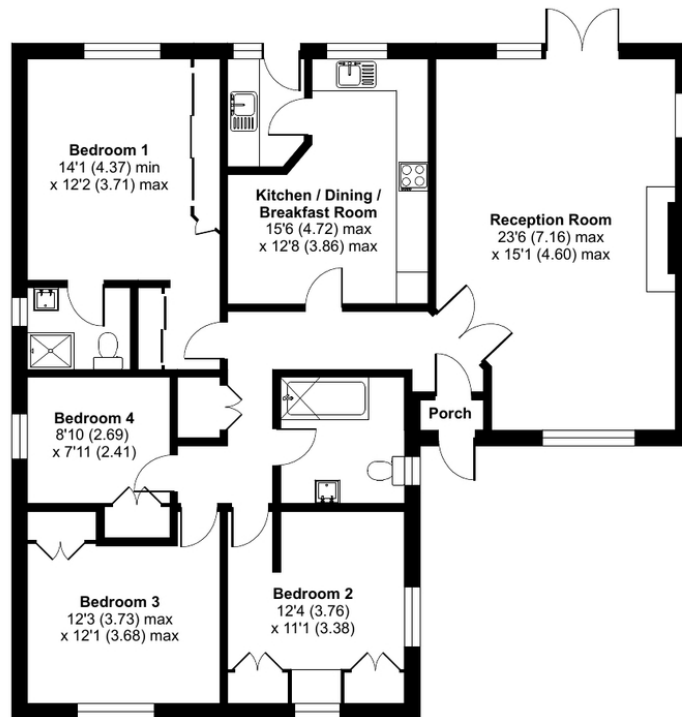 Bedroom 1
14'1 (4.37) min
x 12'2 (3.71) max
Kitchen / Dining /
Breakfast Room
15'6 (4.72) max
x 12'8 (3.86) max
Reception Room
23'6 (7.16) max
x 15'1 (4.60) max
Bedroom 4
8'10 (2.69)
x 7'11 (2.41)
Porch
Bedroom 3
12'3 (3.73) max
x 12'1 (3.68) max
Bedroom 2
12'4 (3.76)
x 11'1 (3.38)